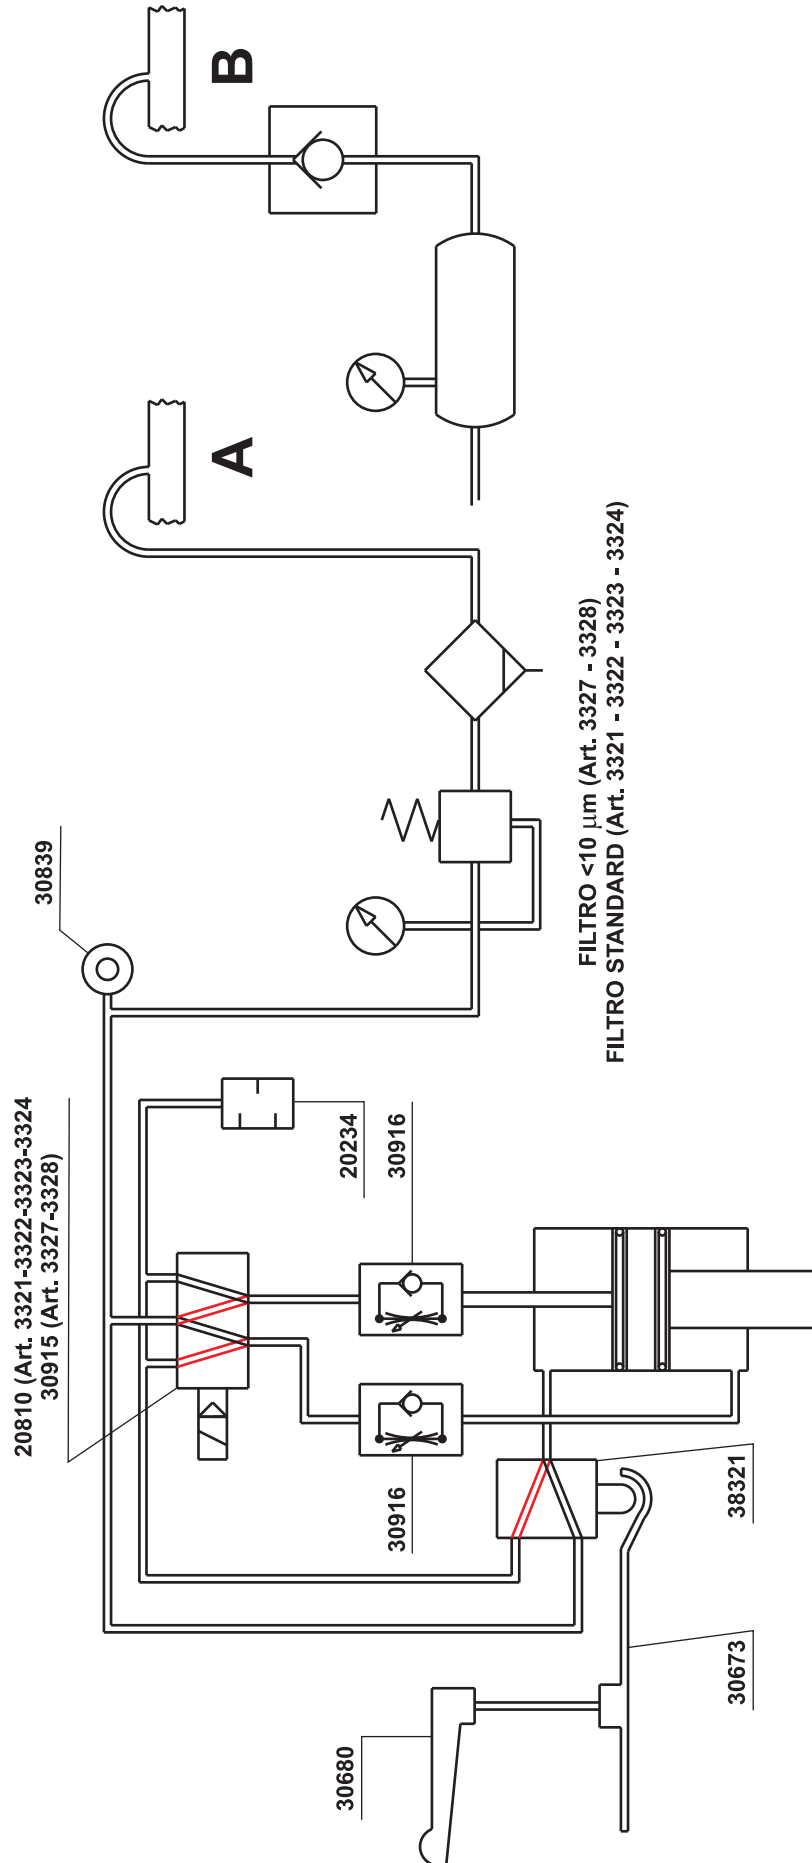 B
A
FILTRO <10 µm (Art. 3327 - 3328)
FILTRO STANDARD (Art. 3321 - 3322 - 3323 - 3324)
30839
20810 (Art. 3321-3322-3323-3324
30915 (Art. 3327-3328)
20234
30916
30916
38321
30673
30680